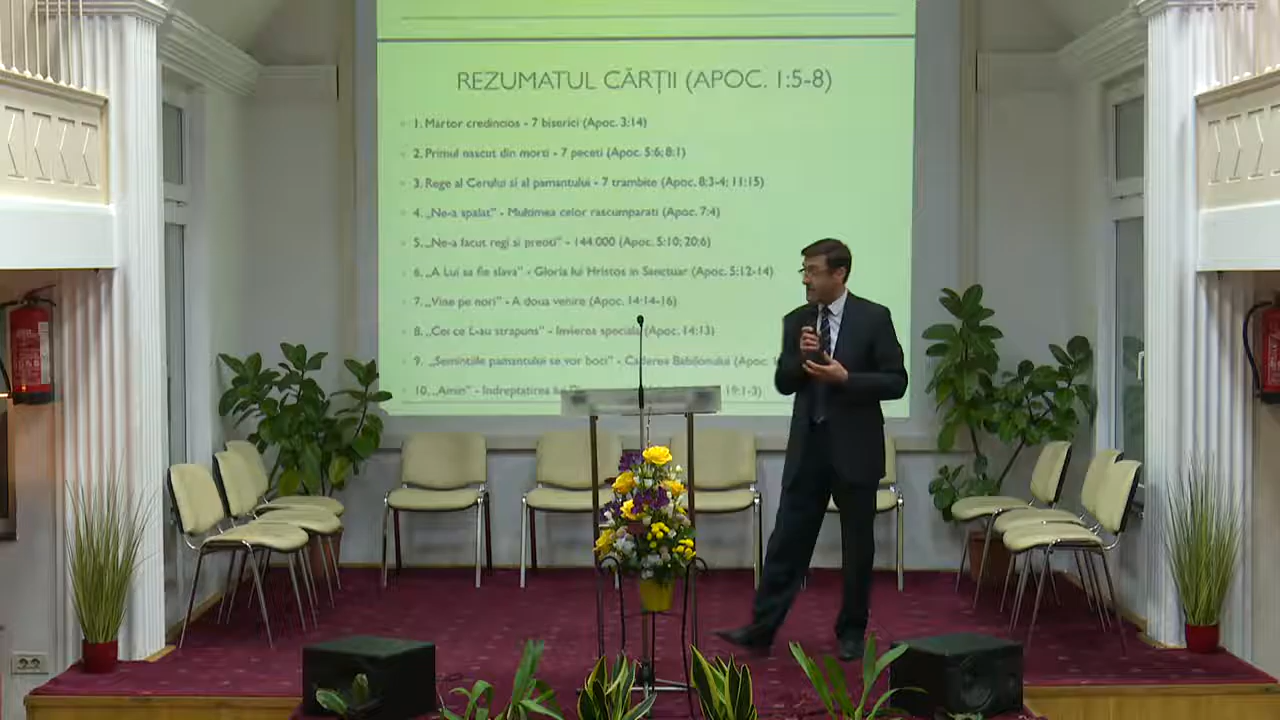 REZUMATUL CĂRȚII (APOC. 1:5-8)
1. Martor credincios - 7 biserici (Apoc. 3:14)
2. Primul nascut din morti - 7 peceti (Apoc. 5:6; 8:1)
3. Rege al Cerului si al pamantului - 7 trambite (Apoc. 8:3-4; 11:15)
4. „Ne-a spalat” - Multimea celor rascumparati (Apoc. 7:4)
5. „Ne-a facut regi si preoti” - 144.000 (Apoc. 5:10; 20:6)
6. „A Lui sa fie slava” - Gloria lui Hristos in Sanctuar (Apoc. 5:12-14)
7. „Vine pe nori” - A doua venire (Apoc. 14:14-16)
8. „Cei ce L-au strapuns” - Invierea speciala (Apoc. 14:13)
9. „Semintiile pamantului se vor boci” - Caderea Babilonului (Apoc.
10. „Amin” - Indreptatirea 19:1-3)